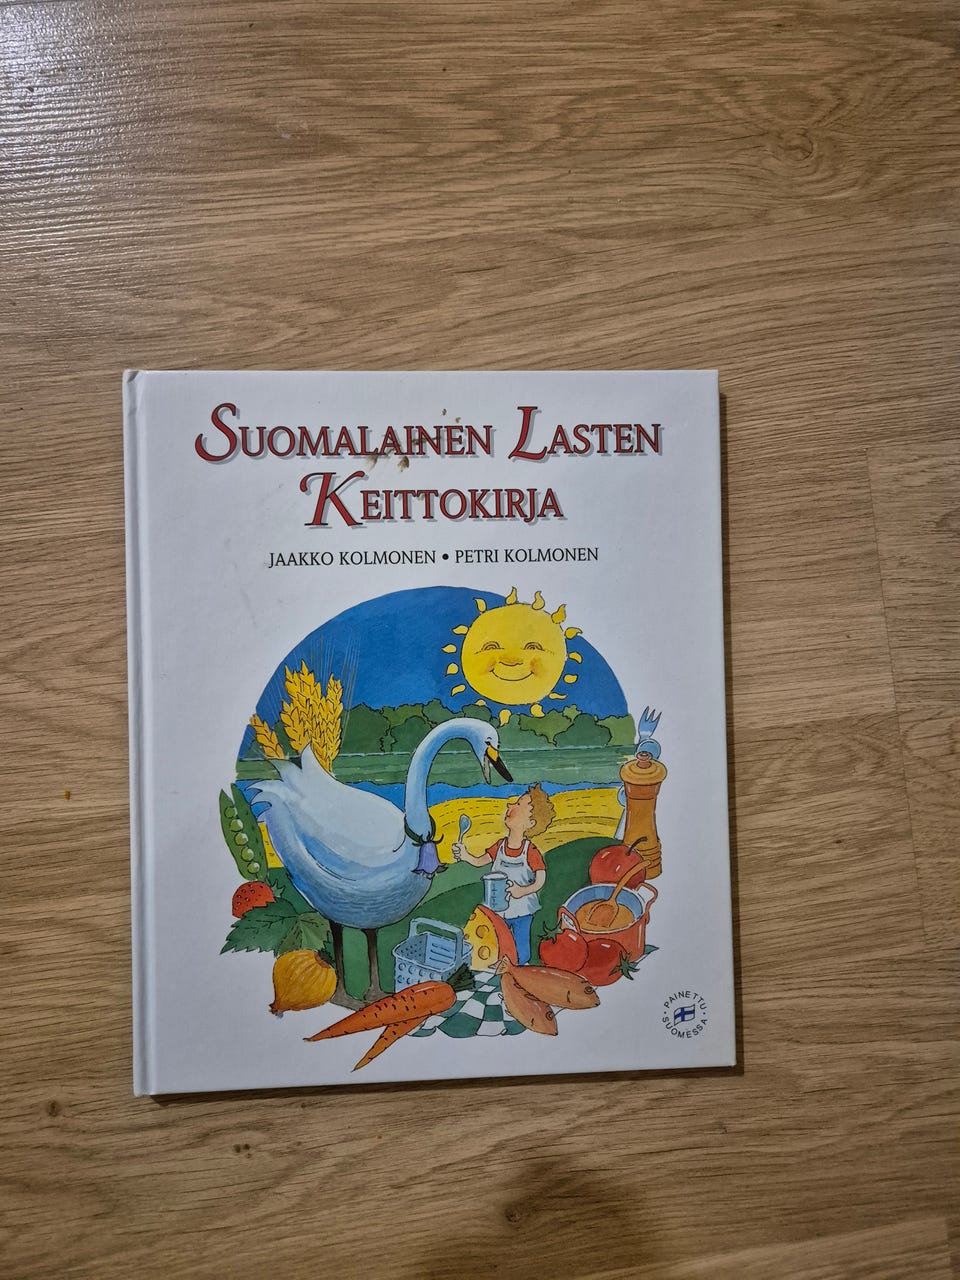 SUOMALAINEN LASTEN
KEITTOKIRJA
JAAKKO KOLMONEN • PETRI KOLMONEN
• PAINETTU •
SUOMESSA